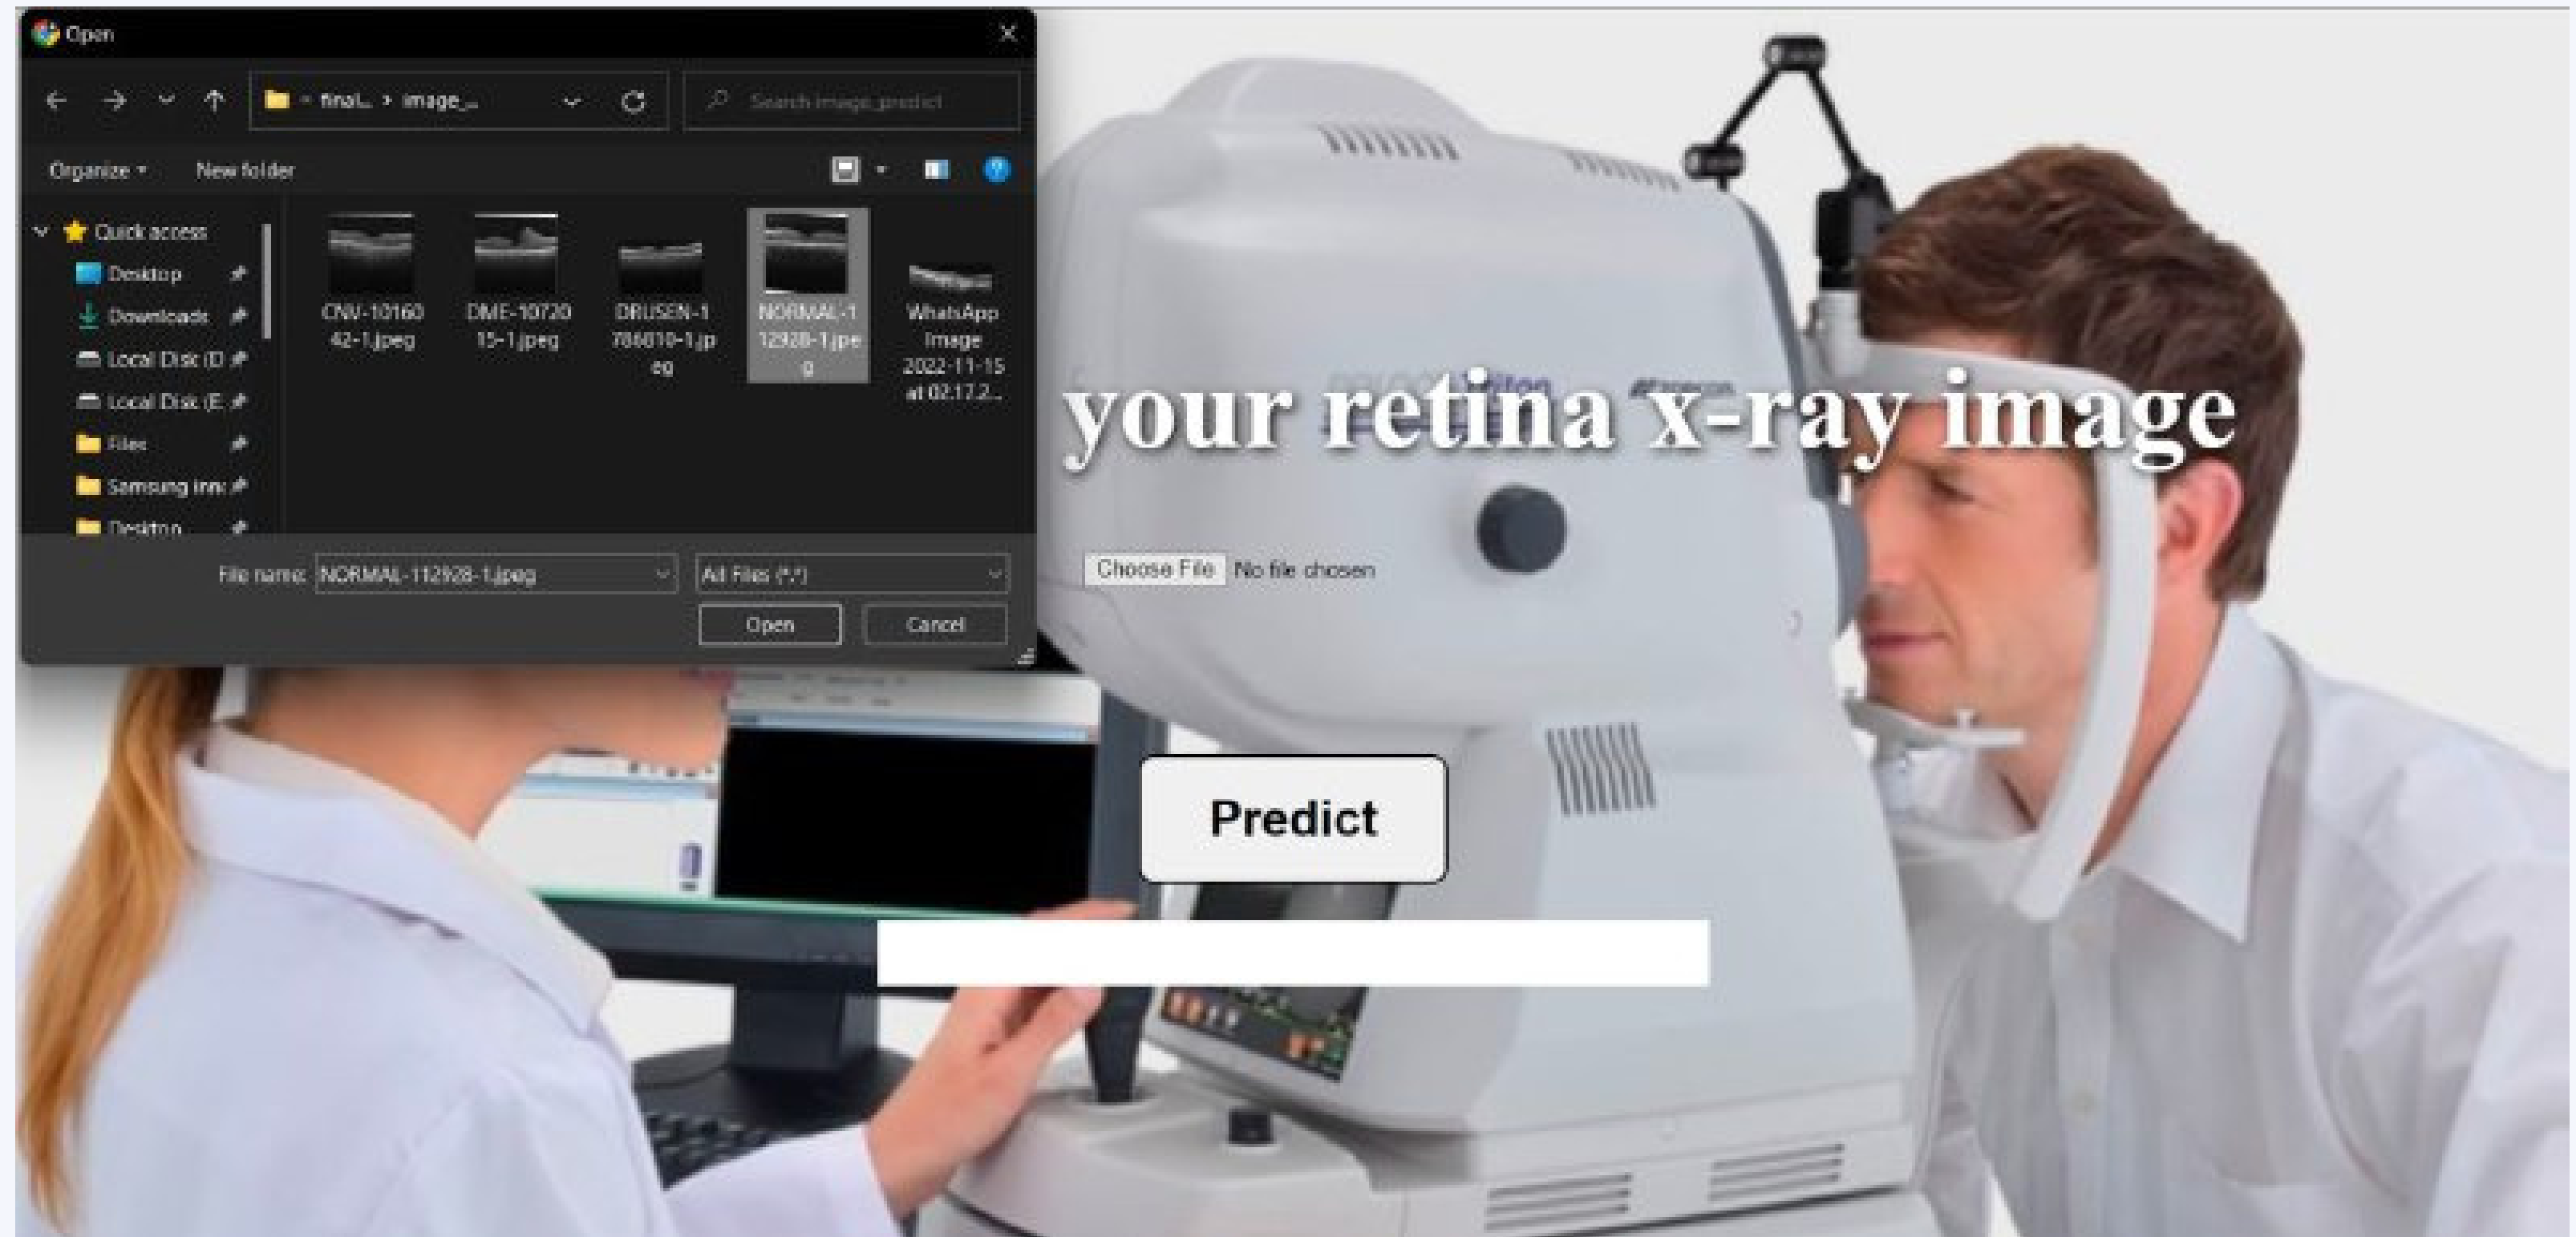 Open
final... > image_...
Search image_predict
Organize
New folder
Quick access
Desktop
Downloads
Local Disk (D
Local Disk (E
Files
Samsung inn
Desktop
CNV-10160
42-1.jpeg
DME-10720
15-1.jpeg
DRUSEN-1
786810-1.jp
eg
NORMAL-1
12928-1.jpe
g
WhatsApp
Image
2022-11-15
at 02.17.2...
File name:
NORMAL-112928-1.jpeg
All Files (*.*)
Open
Cancel
your retina x-ray image
Choose File
No file chosen
Predict